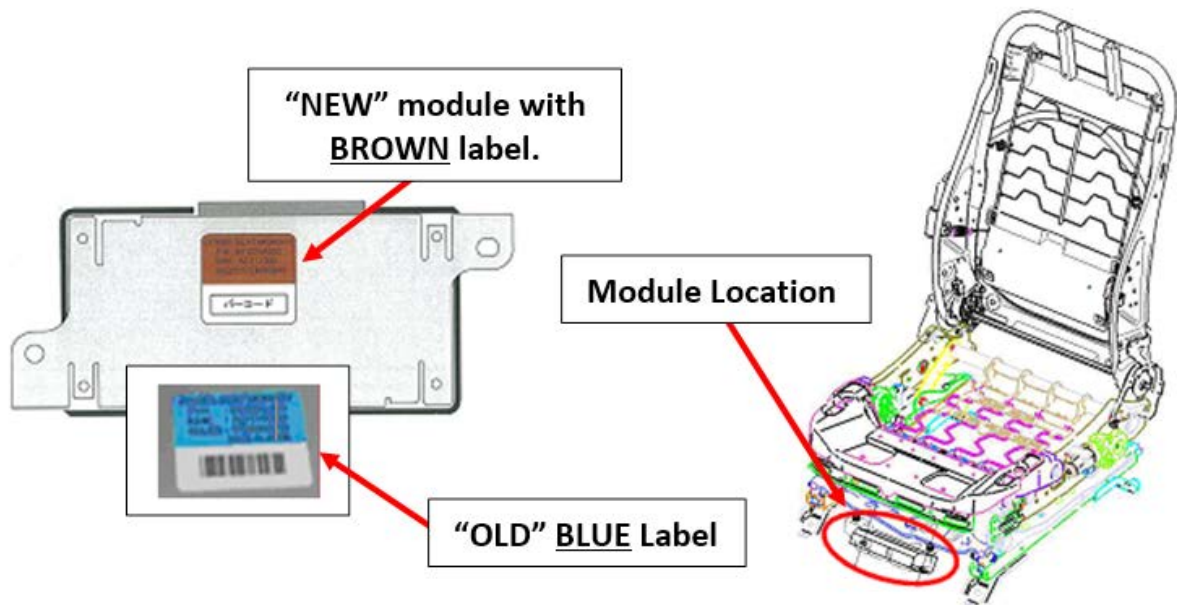 “NEW” module with
BROWN label.
バーコード
Module Location
“OLD” BLUE Label